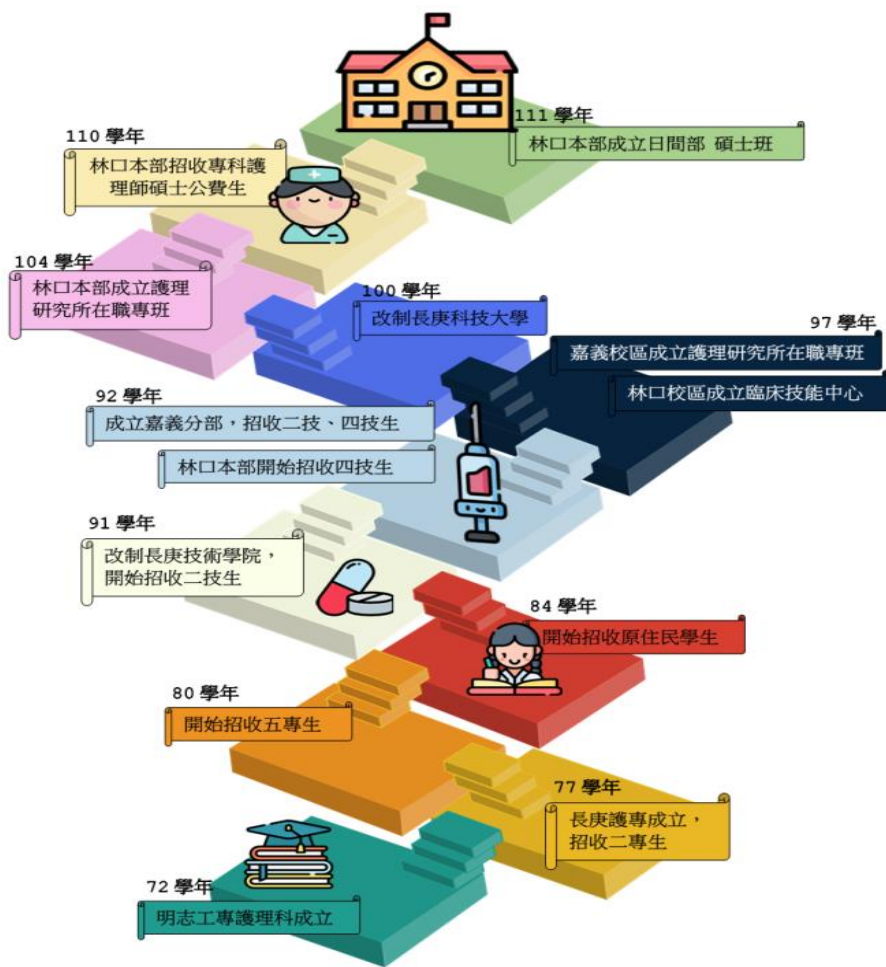 111 學年
林口本部成立日間部 碩士班
110 學年
林口本部招收專科護
理師碩士公費生
104 學年
林口本部成立護理
研究所在職專班
100 學年
改制長庚科技大學
97 學年
嘉義校區成立護理研究所在職專班
林口校區成立臨床技能中心
92 學年
成立嘉義分部，招收二技、四技生
林口本部開始招收四技生
91 學年
改制長庚技術學院，
開始招收二技生
84 學年
開始招收原住民學生
80 學年
開始招收五專生
77 學年
長庚護專成立，
招收二專生
72 學年
明志工專護理科成立